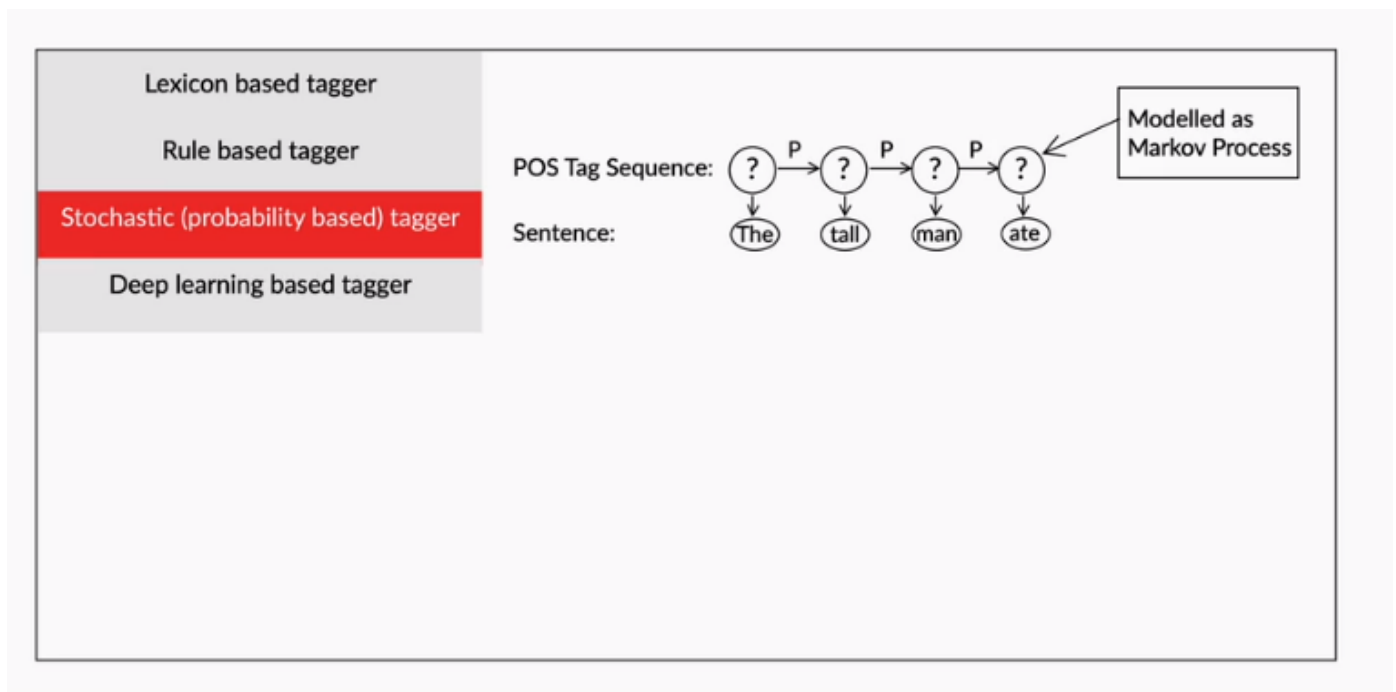 Lexicon based tagger
Rule based tagger
Stochastic (probability based) tagger
Deep learning based tagger
Modelled as
Markov Process
P P P
POS Tag Sequence: ? ? ? ?
Sentence: The tall man ate